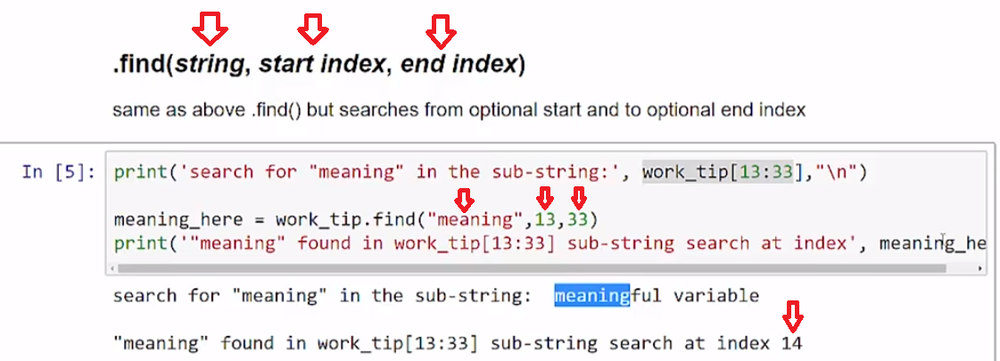 .find(string, start index, end index)
same as above .find() but searches from optional start and to optional end index
In [5]: print('search for "meaning" in the sub-string:', work_tip[13:33],"\n")
meaning_here = work_tip.find("meaning",13,33)
print('"meaning" found in work_tip[13:33] sub-string search at index', meaning_he
search for "meaning" in the sub-string:  meaningful variable
"meaning" found in work_tip[13:33] sub-string search at index 14